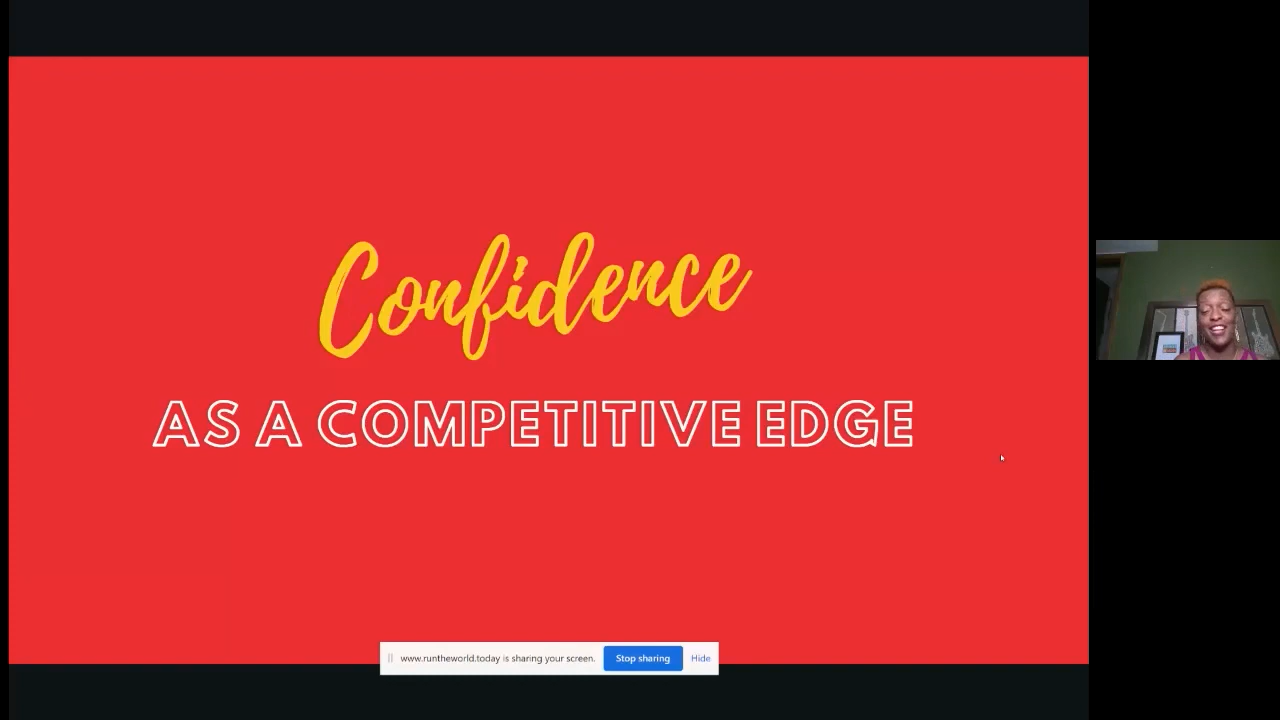 Confidence
AS A COMPETITIVE EDGE
www.runtheworld.today is sharing your screen. Stop sharing Hide